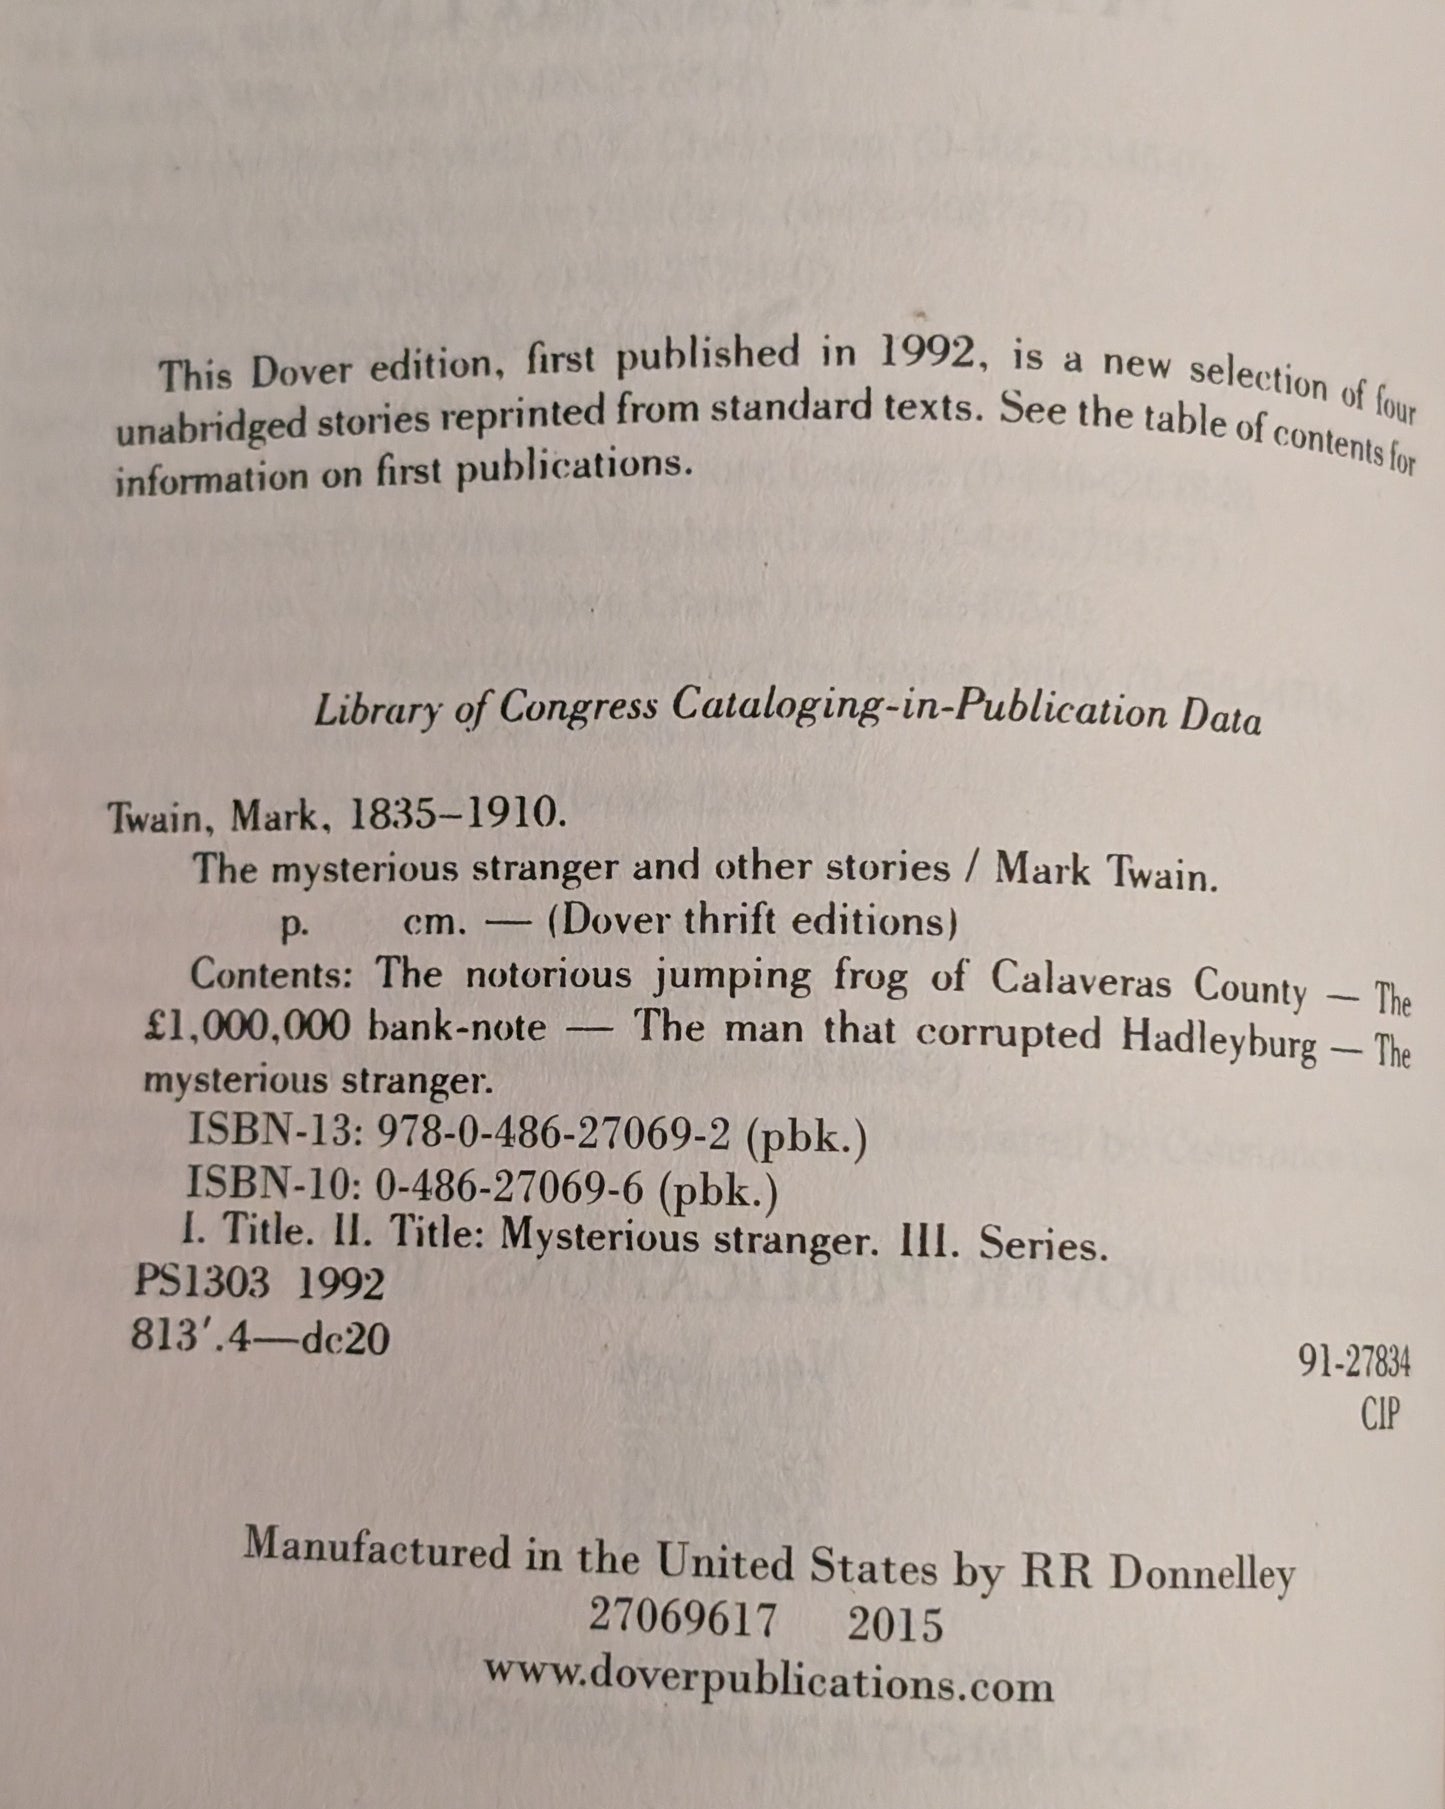 This Dover edition, first published in 1992, is a new selection of four
unabridged stories reprinted from standard texts. See the table of contents for
information on first publications.
Library of Congress Cataloging-in-Publication Data
Twain, Mark, 1835–1910.
The mysterious stranger and other stories / Mark Twain.
p. cm. — (Dover thrift editions)
Contents: The notorious jumping frog of Calaveras County — The
£1,000,000 bank-note — The man that corrupted Hadleyburg — The
mysterious stranger.
ISBN-13: 978-0-486-27069-2 (pbk.)
ISBN-10: 0-486-27069-6 (pbk.)
I. Title. II. Title: Mysterious stranger. III. Series.
PS1303 1992
813′.4—dc20
91-27834
CIP
Manufactured in the United States by RR Donnelley
27069617 2015
www.doverpublications.com